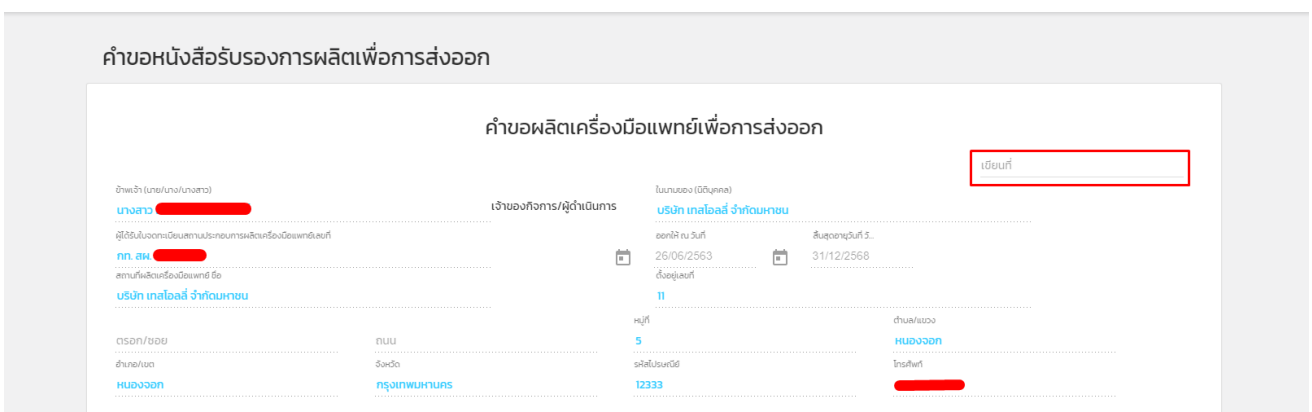 คำขอหนังสือรับรองการผลิตเพื่อการส่งออก
คำขอผลิตเครื่องมือแพทย์เพื่อการส่งออก
เขียนที่
ข้าพเจ้า (นาย/นาง/นางสาว)
ในนามของ (นิติบุคคล)
นางสาว
เจ้าของกิจการ/ผู้ดำเนินการ
บริษัท เทสโอลลี่ จำกัดมหาชน
ผู้ได้รับใบจดทะเบียนสถานประกอบการผลิตเครื่องมือแพทย์เลขที่
ออกให้ ณ วันที่
สิ้นสุดอายุวันที่ วั...
กท. สผ.
26/06/2563
31/12/2568
สถานที่ผลิตเครื่องมือแพทย์ ชื่อ
ตั้งอยู่เลขที่
บริษัท เทสโอลลี่ จำกัดมหาชน
11
หมู่ที่
ตำบล/แขวง
ตรอก/ซอย
ถนน
5
หนองจอก
อำเภอ/เขต
จังหวัด
รหัสไปรษณีย์
โทรศัพท์
หนองจอก
กรุงเทพมหานคร
12333